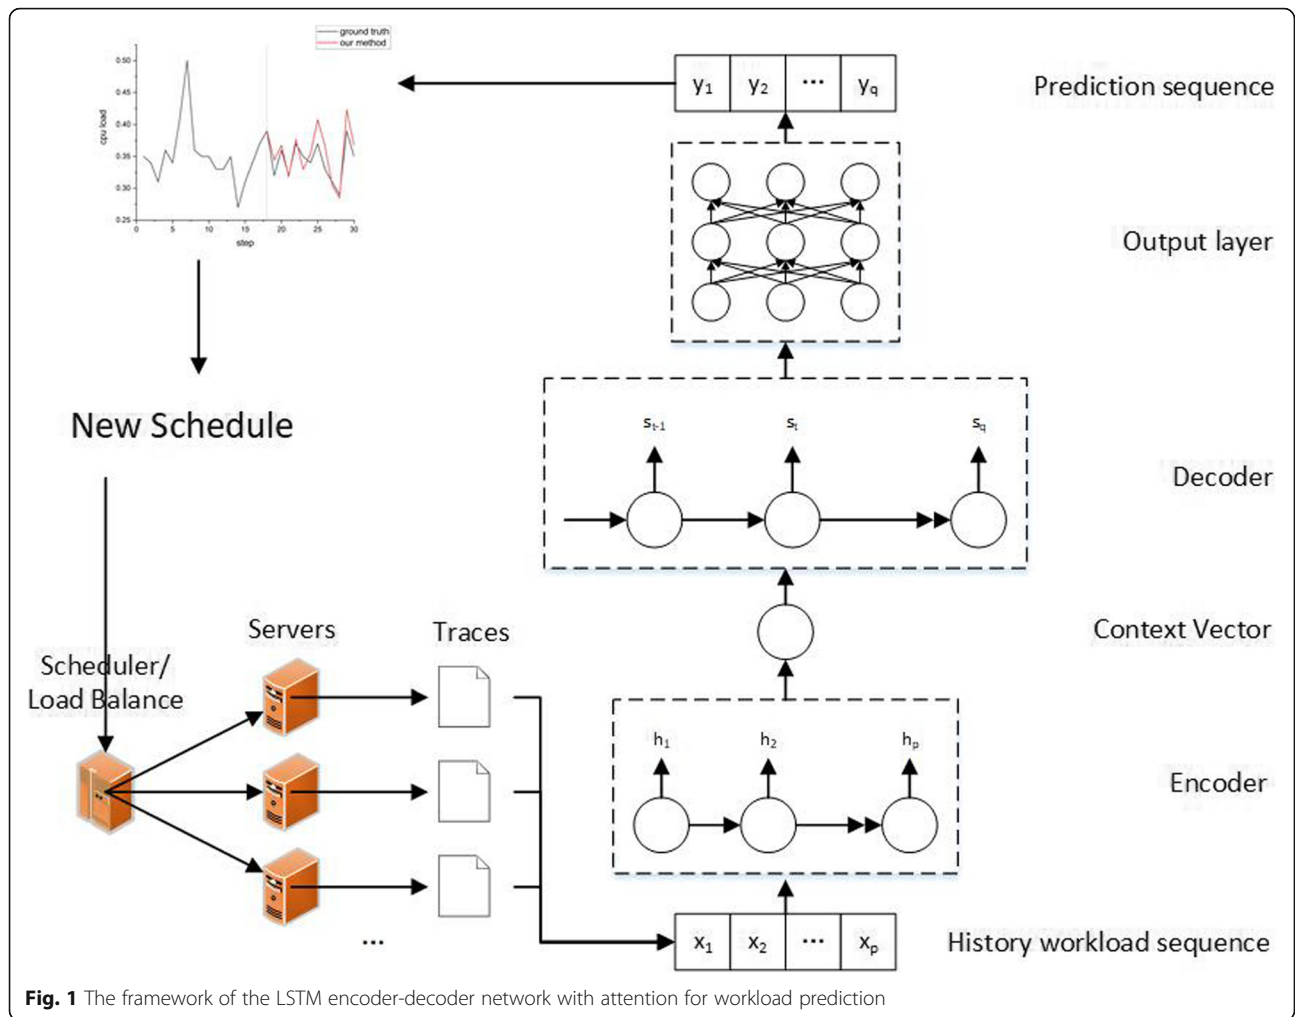 ground truth
our method
0.50
0.45
0.40
0.35
0.30
0.25
cpu load
0 5 10 15 20 25 30
step
y1 y2 ... yq
Prediction sequence
Output layer
New Schedule
st-1 st sq
Decoder
Context Vector
Servers Traces
Scheduler/
Load Balance
h1 h2 hp
Encoder
...
x1 x2 ... xp
History workload sequence
Fig. 1 The framework of the LSTM encoder-decoder network with attention for workload prediction